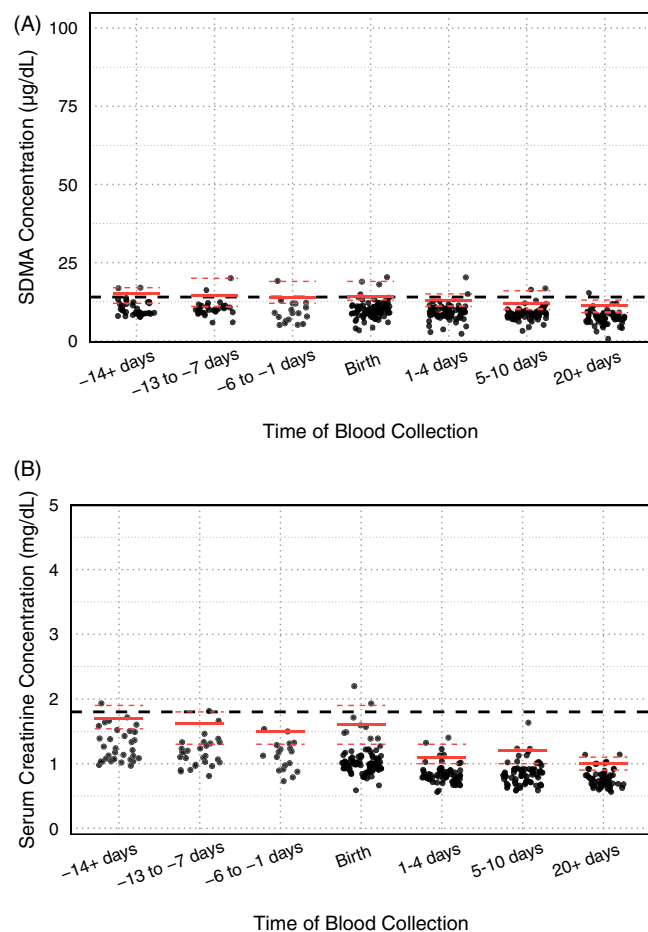 (A)
SDMA Concentration (µg/dL)
100
75
50
25
0
−14+ days
−13 to −7 days
−6 to −1 days
Birth
1-4 days
5-10 days
20+ days
Time of Blood Collection
(B)
Serum Creatinine Concentration (mg/dL)
5
4
3
2
1
0
−14+ days
−13 to −7 days
−6 to −1 days
Birth
1-4 days
5-10 days
20+ days
Time of Blood Collection